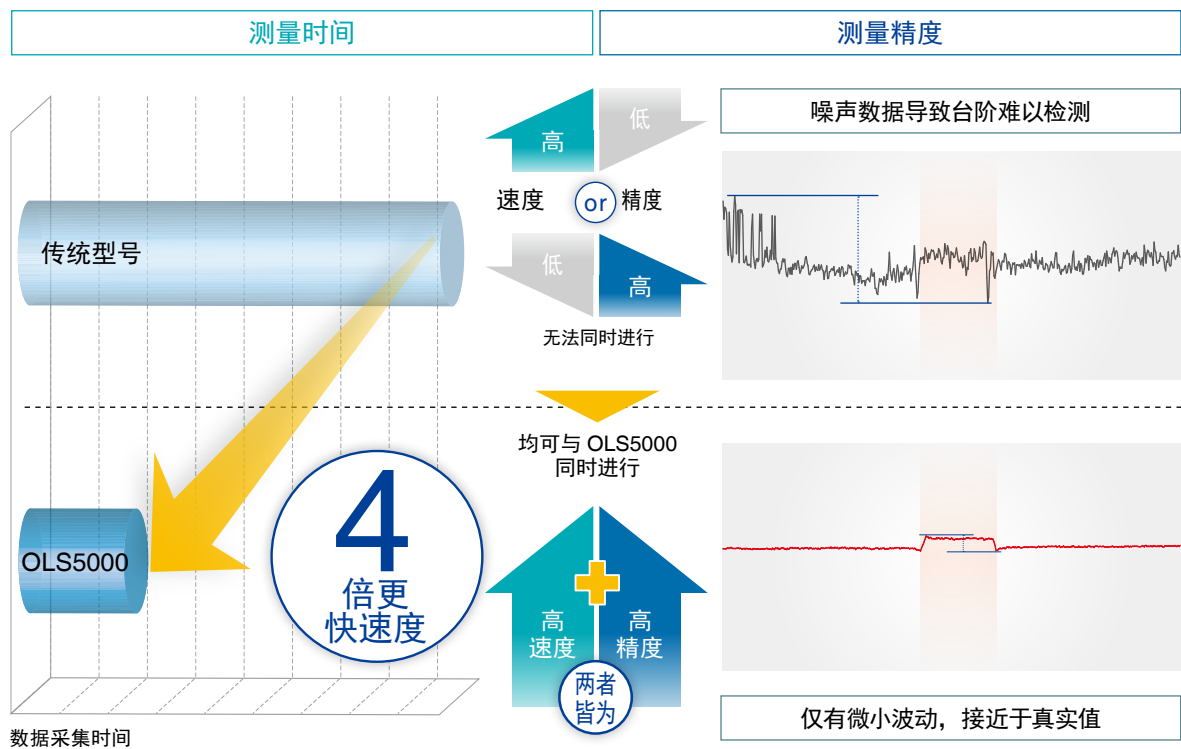 测量时间
测量精度
传统型号
OLS5000
4
倍更
快速度
数据采集时间
高
低
速度
or
精度
低
高
无法同时进行
均可与 OLS5000
同时进行
高
速度
高
精度
两者
皆为
噪声数据导致台阶难以检测
仅有微小波动，接近于真实值